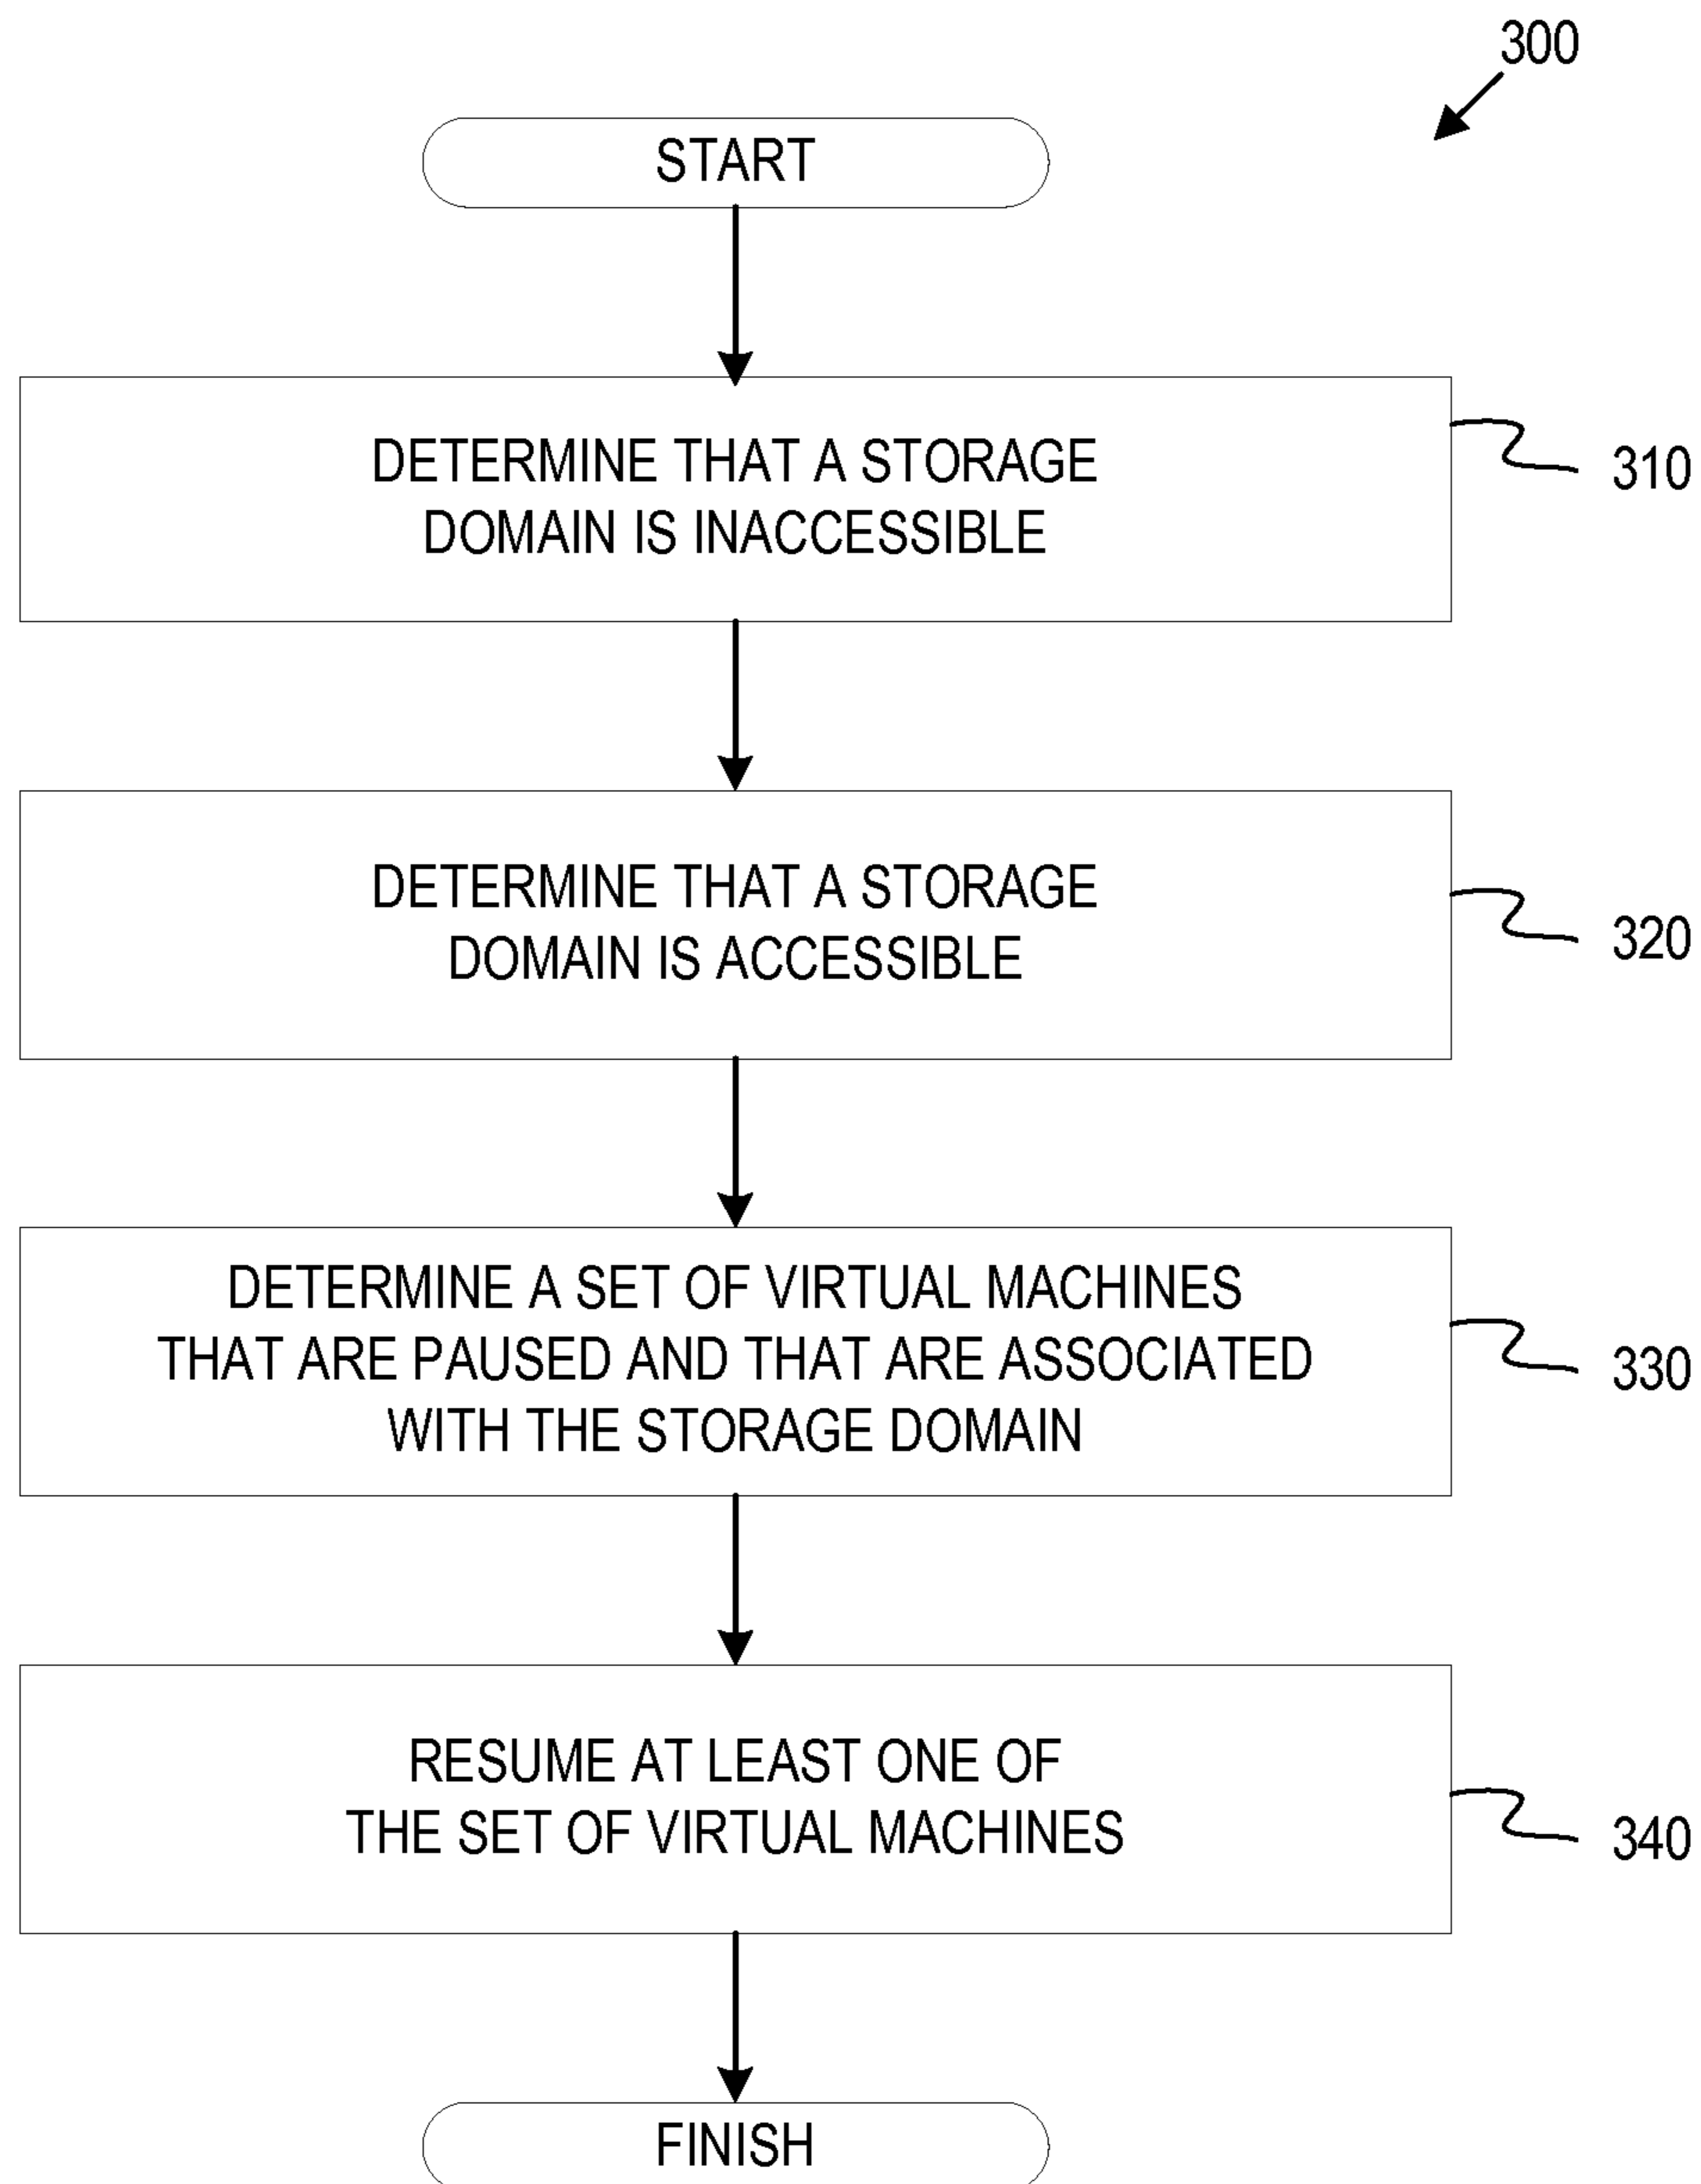 300
START
DETERMINE THAT A STORAGE
DOMAIN IS INACCESSIBLE
310
DETERMINE THAT A STORAGE
DOMAIN IS ACCESSIBLE
320
DETERMINE A SET OF VIRTUAL MACHINES
THAT ARE PAUSED AND THAT ARE ASSOCIATED
WITH THE STORAGE DOMAIN
330
RESUME AT LEAST ONE OF
THE SET OF VIRTUAL MACHINES
340
FINISH